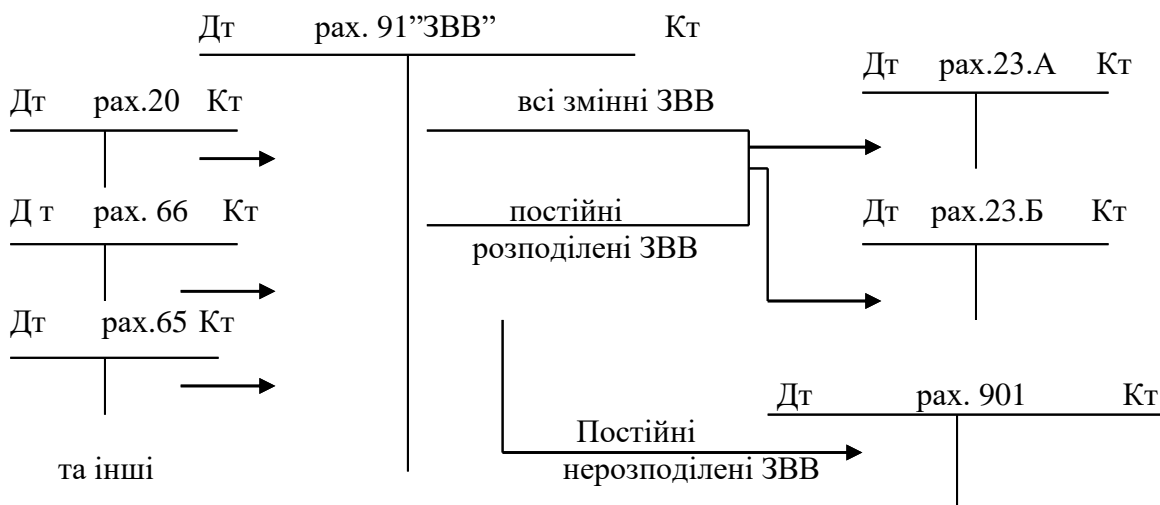 Дт рах. 91”ЗВВ” Кт
Дт рах.23.А Кт
Дт рах.20 Кт
всі змінні ЗВВ
Д т рах. 66 Кт
постійні
розподілені ЗВВ
Дт рах.23.Б Кт
Дт рах.65 Кт
Дт рах. 901 Кт
Постійні
нерозподілені ЗВВ
та інші